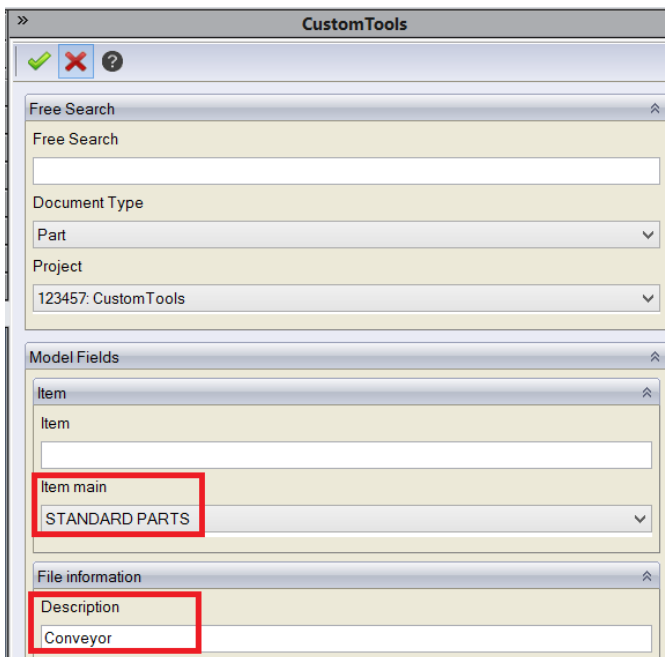 CustomTools
Free Search
Free Search
Document Type
Part
Project
123457: CustomTools
Model Fields
Item
Item
Item main
STANDARD PARTS
File information
Description
Conveyor